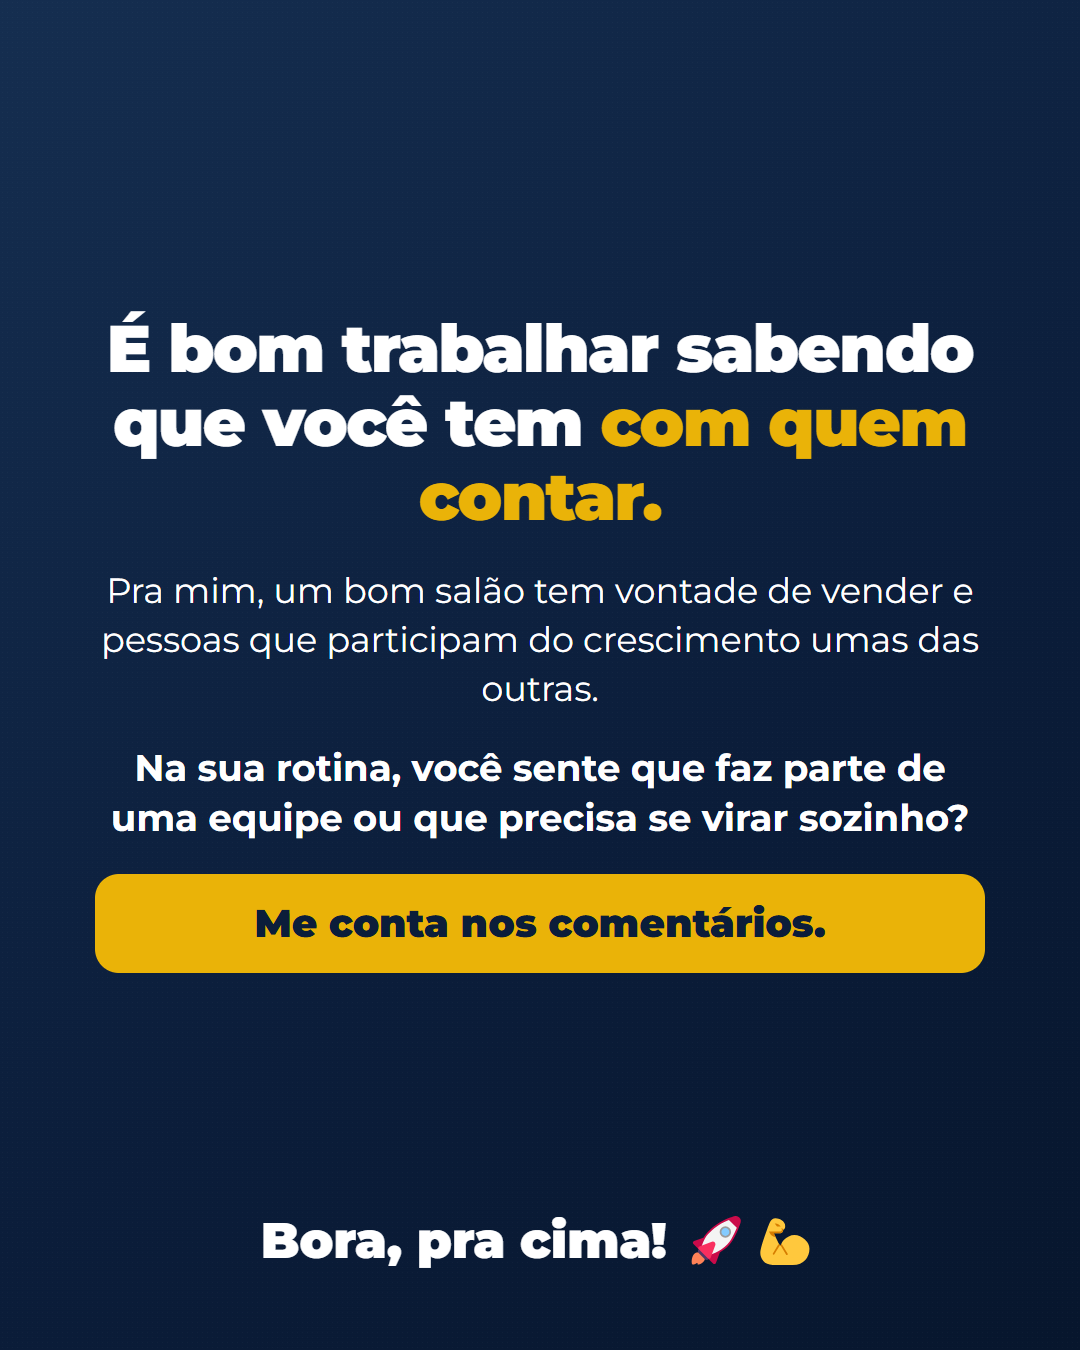 É bom trabalhar sabendo
que você tem com quem
contar.
Pra mim, um bom salão tem vontade de vender e
pessoas que participam do crescimento umas das
outras.
Na sua rotina, você sente que faz parte de
uma equipe ou que precisa se virar sozinho?
Me conta nos comentários.
Bora, pra cima! 🚀 💪